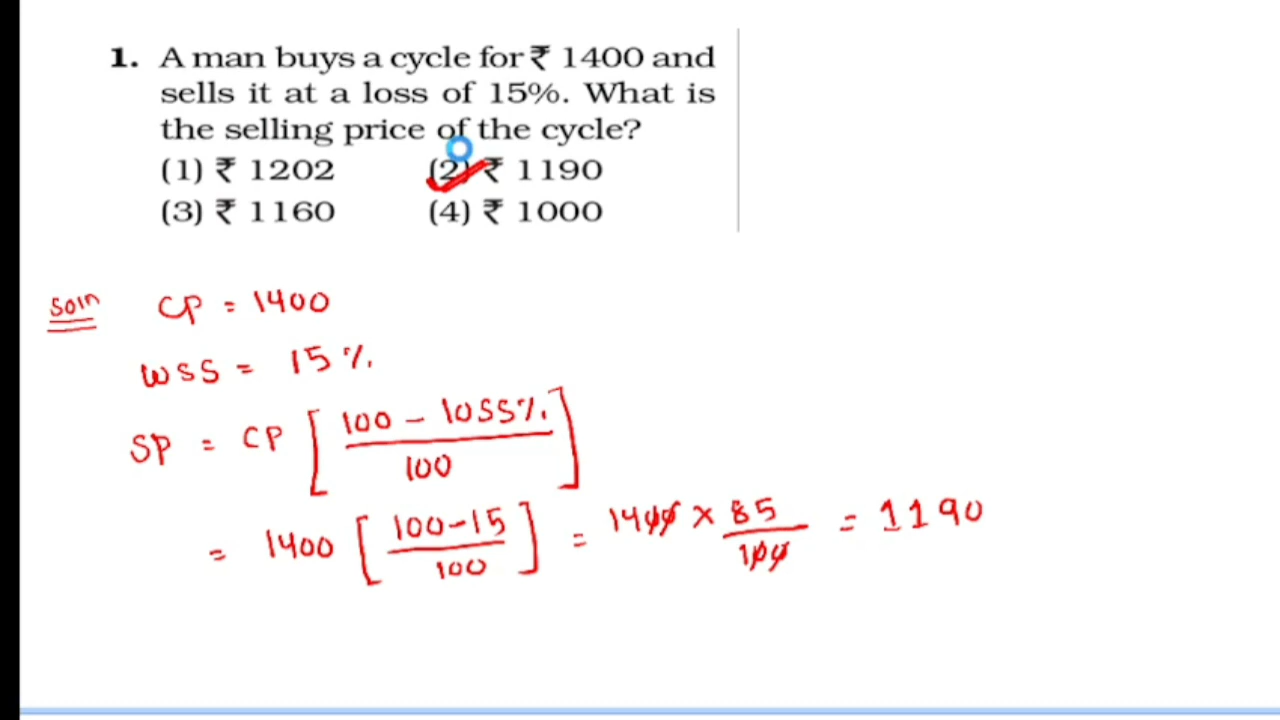 1. A man buys a cycle for ₹ 1400 and
sells it at a loss of 15%. What is
the selling price of the cycle?
(1) ₹ 1202 (2) ₹ 1190
(3) ₹ 1160 (4) ₹ 1000
Soln CP = 1400
loss = 15 %
SP = CP [ 100 - loss% / 100 ]
= 1400 [ 100-15 / 100 ] = 1400 × 85 / 100 = 1190